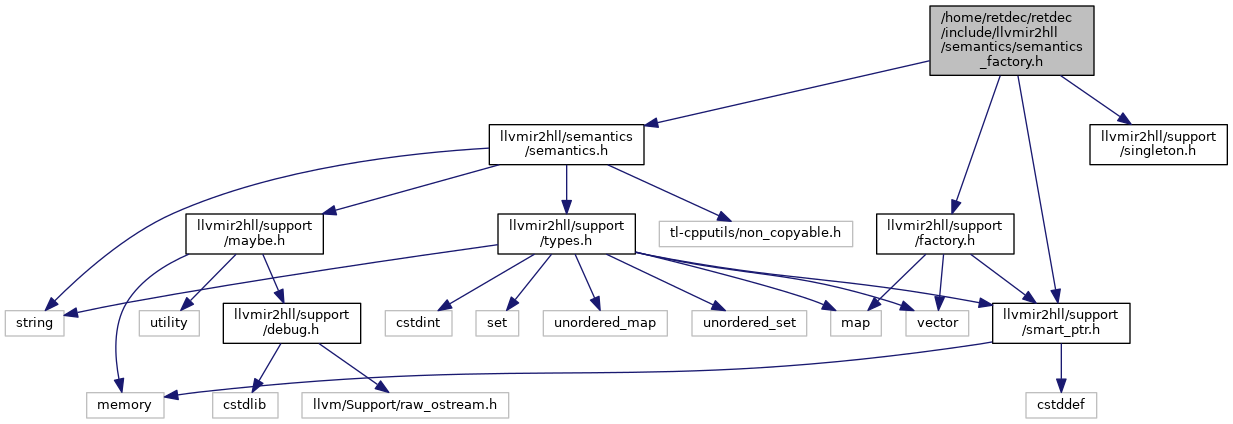 /home/retdec/retdec
/include/llvmir2hll
/semantics/semantics
_factory.h
llvmir2hll/semantics
/semantics.h
llvmir2hll/support
/singleton.h
llvmir2hll/support
/maybe.h
llvmir2hll/support
/types.h
tl-cpputils/non_copyable.h
llvmir2hll/support
/factory.h
string
utility
llvmir2hll/support
/debug.h
cstdint
set
unordered_map
unordered_set
map
vector
llvmir2hll/support
/smart_ptr.h
memory
cstdlib
llvm/Support/raw_ostream.h
cstddef